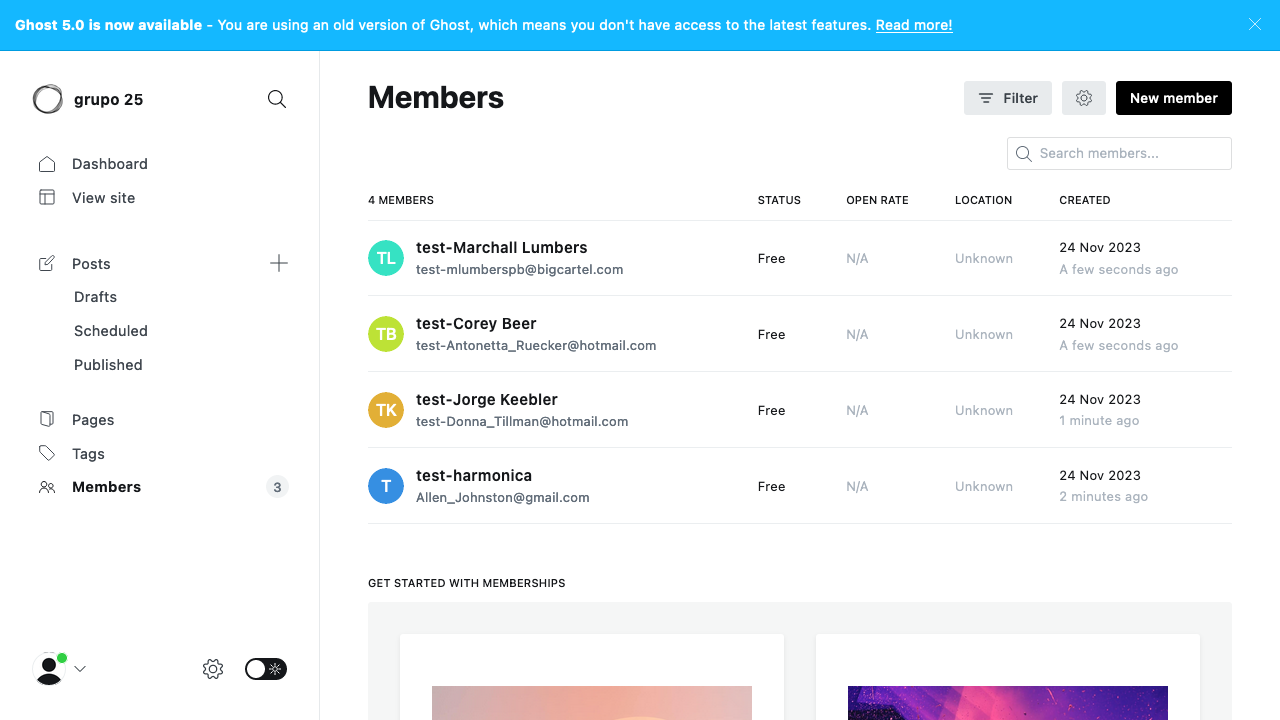 Ghost 5.0 is now available - You are using an old version of Ghost, which means you don't have access to the latest features. Read more!
grupo 25
Dashboard
View site
Posts
Drafts
Scheduled
Published
Pages
Tags
Members 3
Members
Filter
New member
Search members...
4 MEMBERS STATUS OPEN RATE LOCATION CREATED
TL test-Marchall Lumbers 24 Nov 2023
test-mlumberspb@bigcartel.com Free N/A Unknown A few seconds ago
TB test-Corey Beer 24 Nov 2023
test-Antonetta_Ruecker@hotmail.com Free N/A Unknown A few seconds ago
TK test-Jorge Keebler 24 Nov 2023
test-Donna_Tillman@hotmail.com Free N/A Unknown 1 minute ago
T test-harmonica 24 Nov 2023
Allen_Johnston@gmail.com Free N/A Unknown 2 minutes ago
GET STARTED WITH MEMBERSHIPS